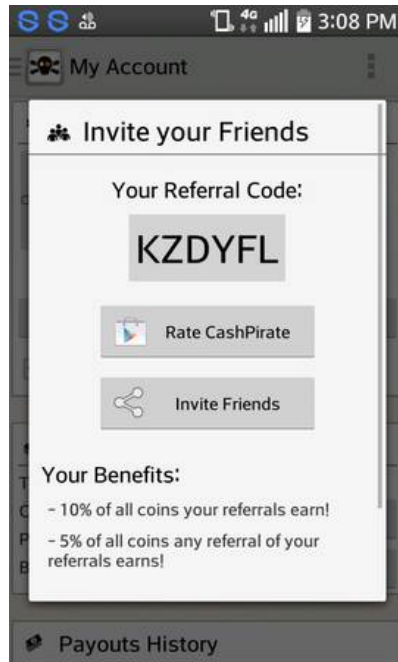 4G 3:08 PM
My Account
Invite your Friends
Your Referral Code:
KZDYFL
Rate CashPirate
Invite Friends
Your Benefits:
- 10% of all coins your referrals earn!
- 5% of all coins any referral of your
referrals earns!
T
C
P
B
Payouts History